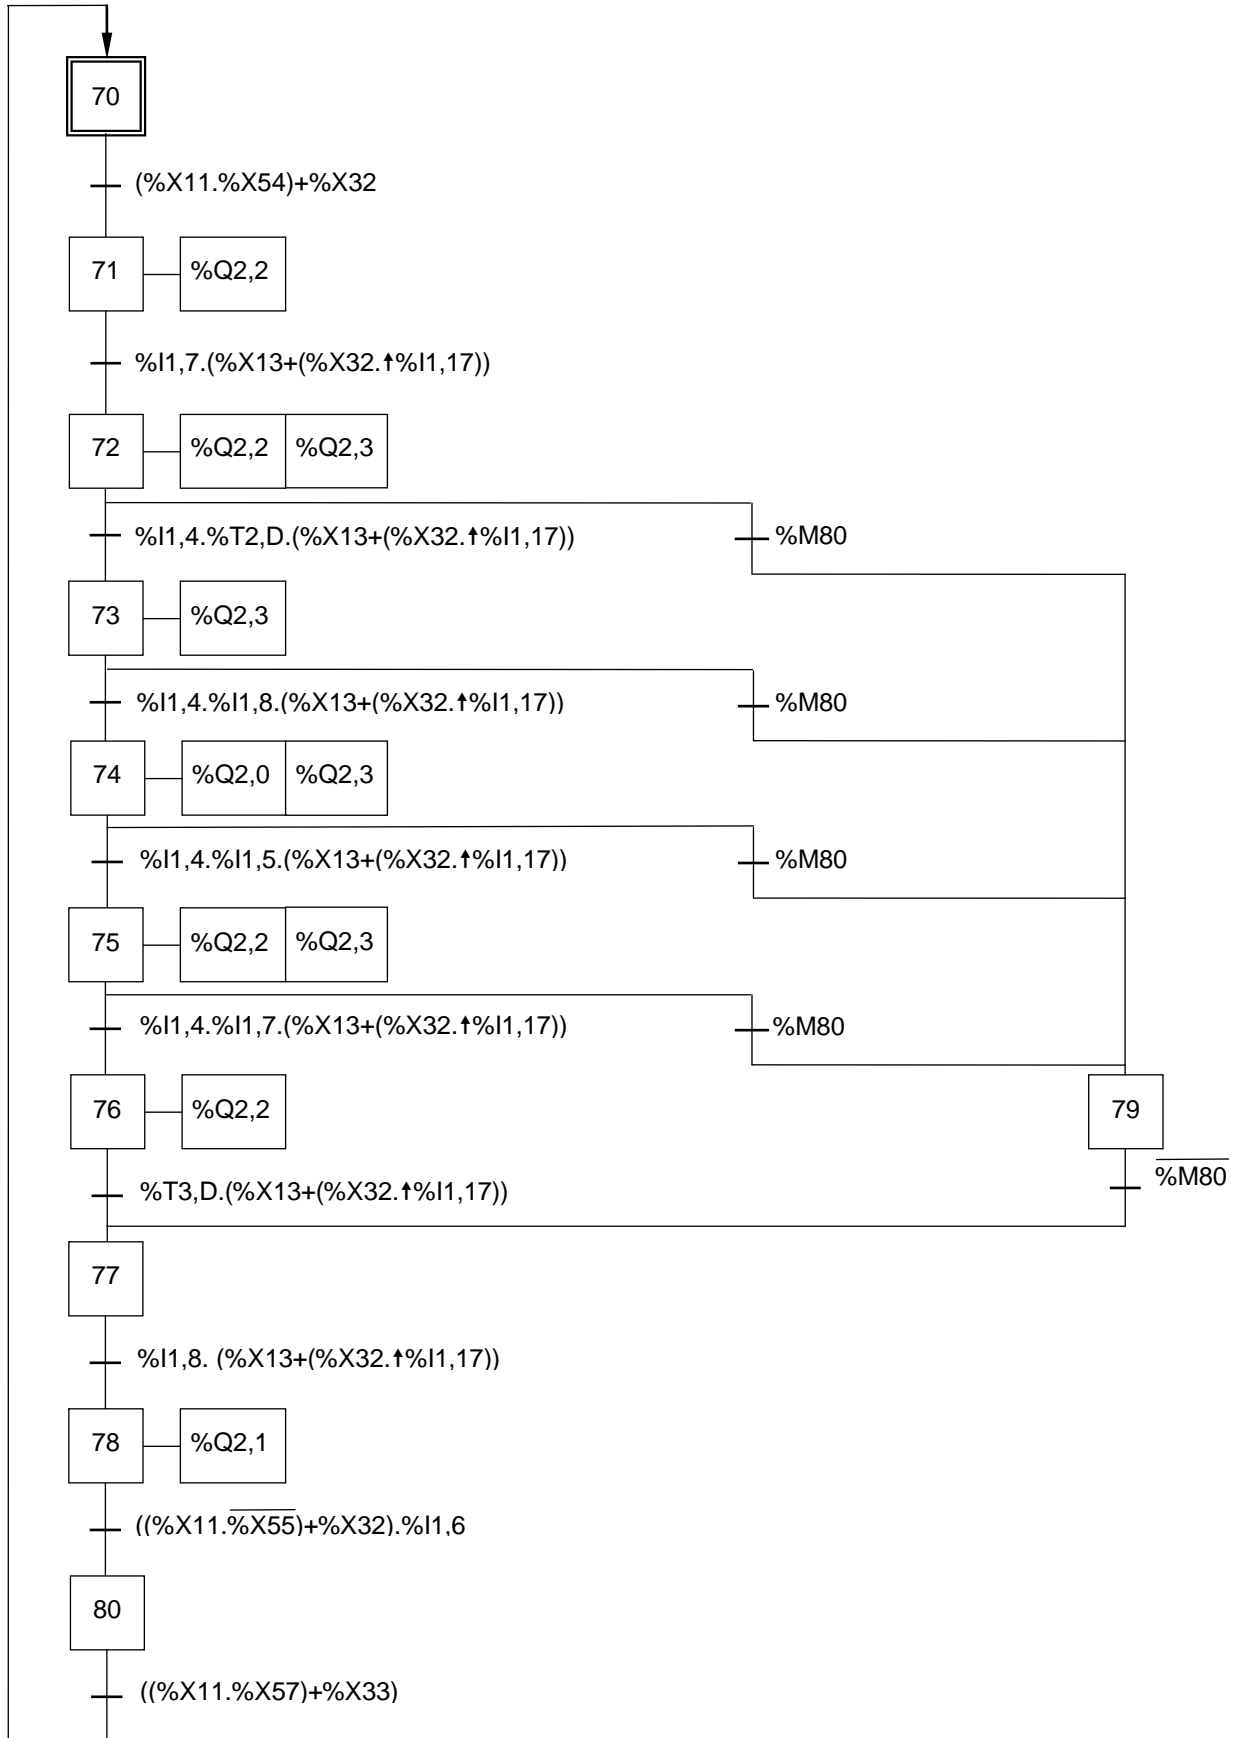 70
(%X11.%X54)+%X32
71 %Q2,2
%I1,7.(%X13+(%X32.↑%I1,17))
72 %Q2,2 %Q2,3
%I1,4.%T2,D.(%X13+(%X32.↑%I1,17)) %M80
73 %Q2,3
%I1,4.%I1,8.(%X13+(%X32.↑%I1,17)) %M80
74 %Q2,0 %Q2,3
%I1,4.%I1,5.(%X13+(%X32.↑%I1,17)) %M80
75 %Q2,2 %Q2,3
%I1,4.%I1,7.(%X13+(%X32.↑%I1,17)) %M80
76 %Q2,2 79
%T3,D.(%X13+(%X32.↑%I1,17)) %M̅8̅0̅
77
%I1,8. (%X13+(%X32.↑%I1,17))
78 %Q2,1
((%X11.%X̅5̅5̅)+%X32).%I1,6
80
((%X11.%X57)+%X33)